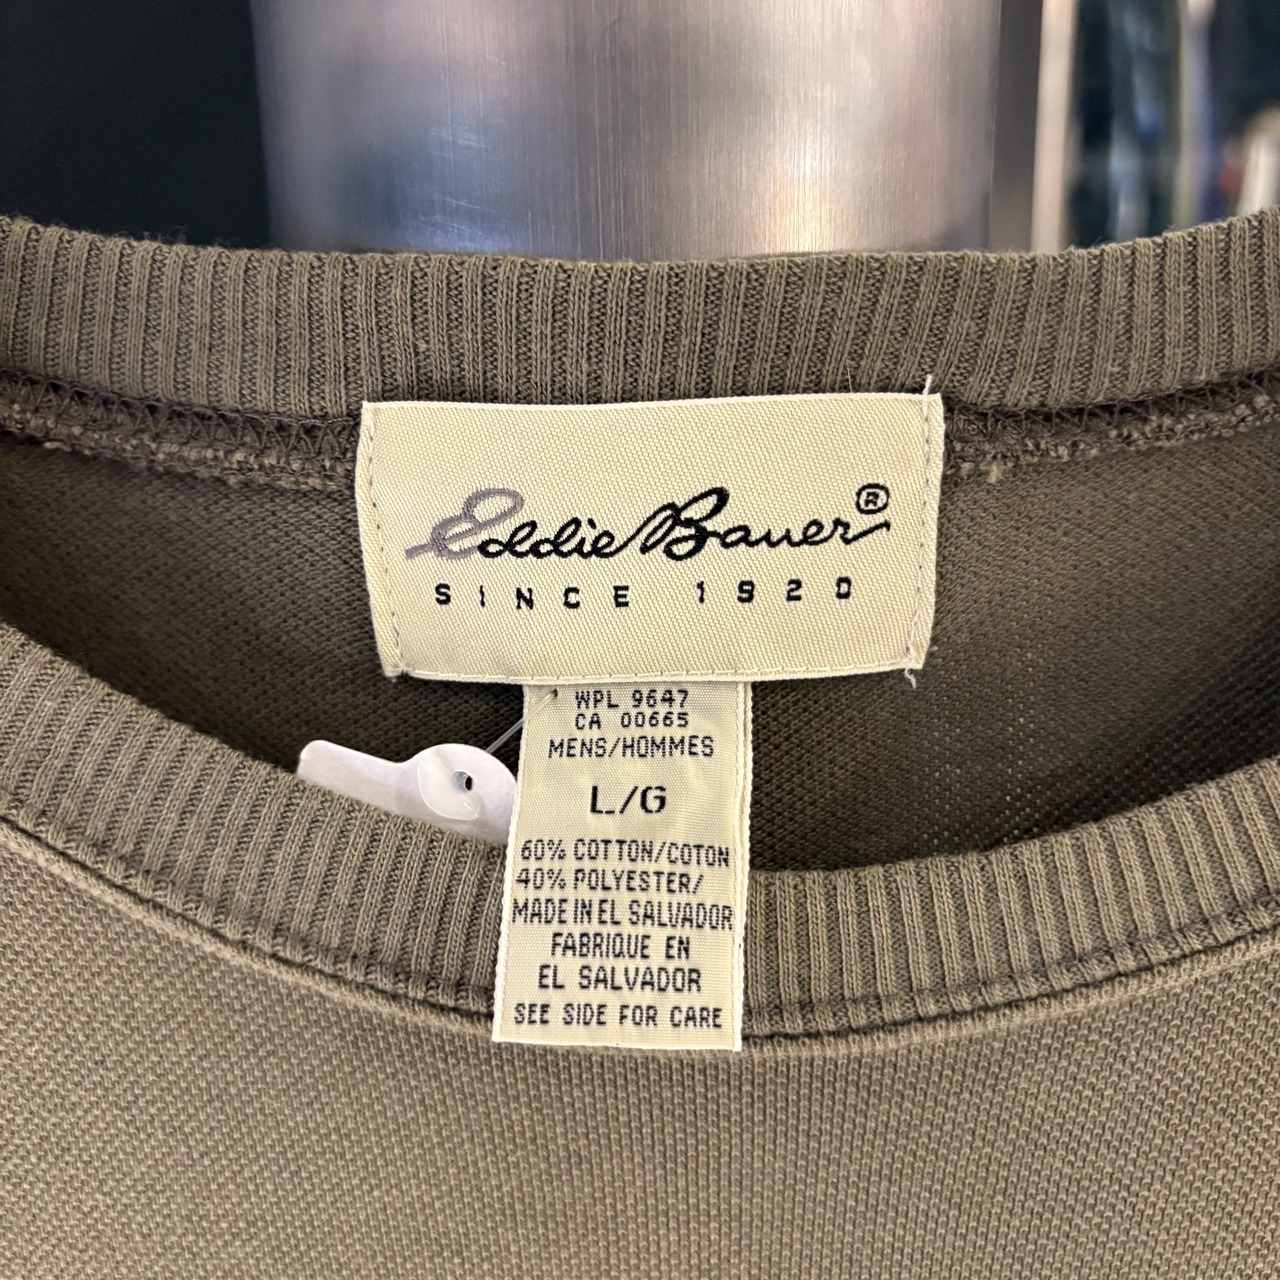 Eddie Bauer®
SINCE 1920
WPL 9647
CA 00665
MENS/HOMMES
L/G
60% COTTON/COTON
40% POLYESTER/
MADE IN EL SALVADOR
FABRIQUE EN
EL SALVADOR
SEE SIDE FOR CARE